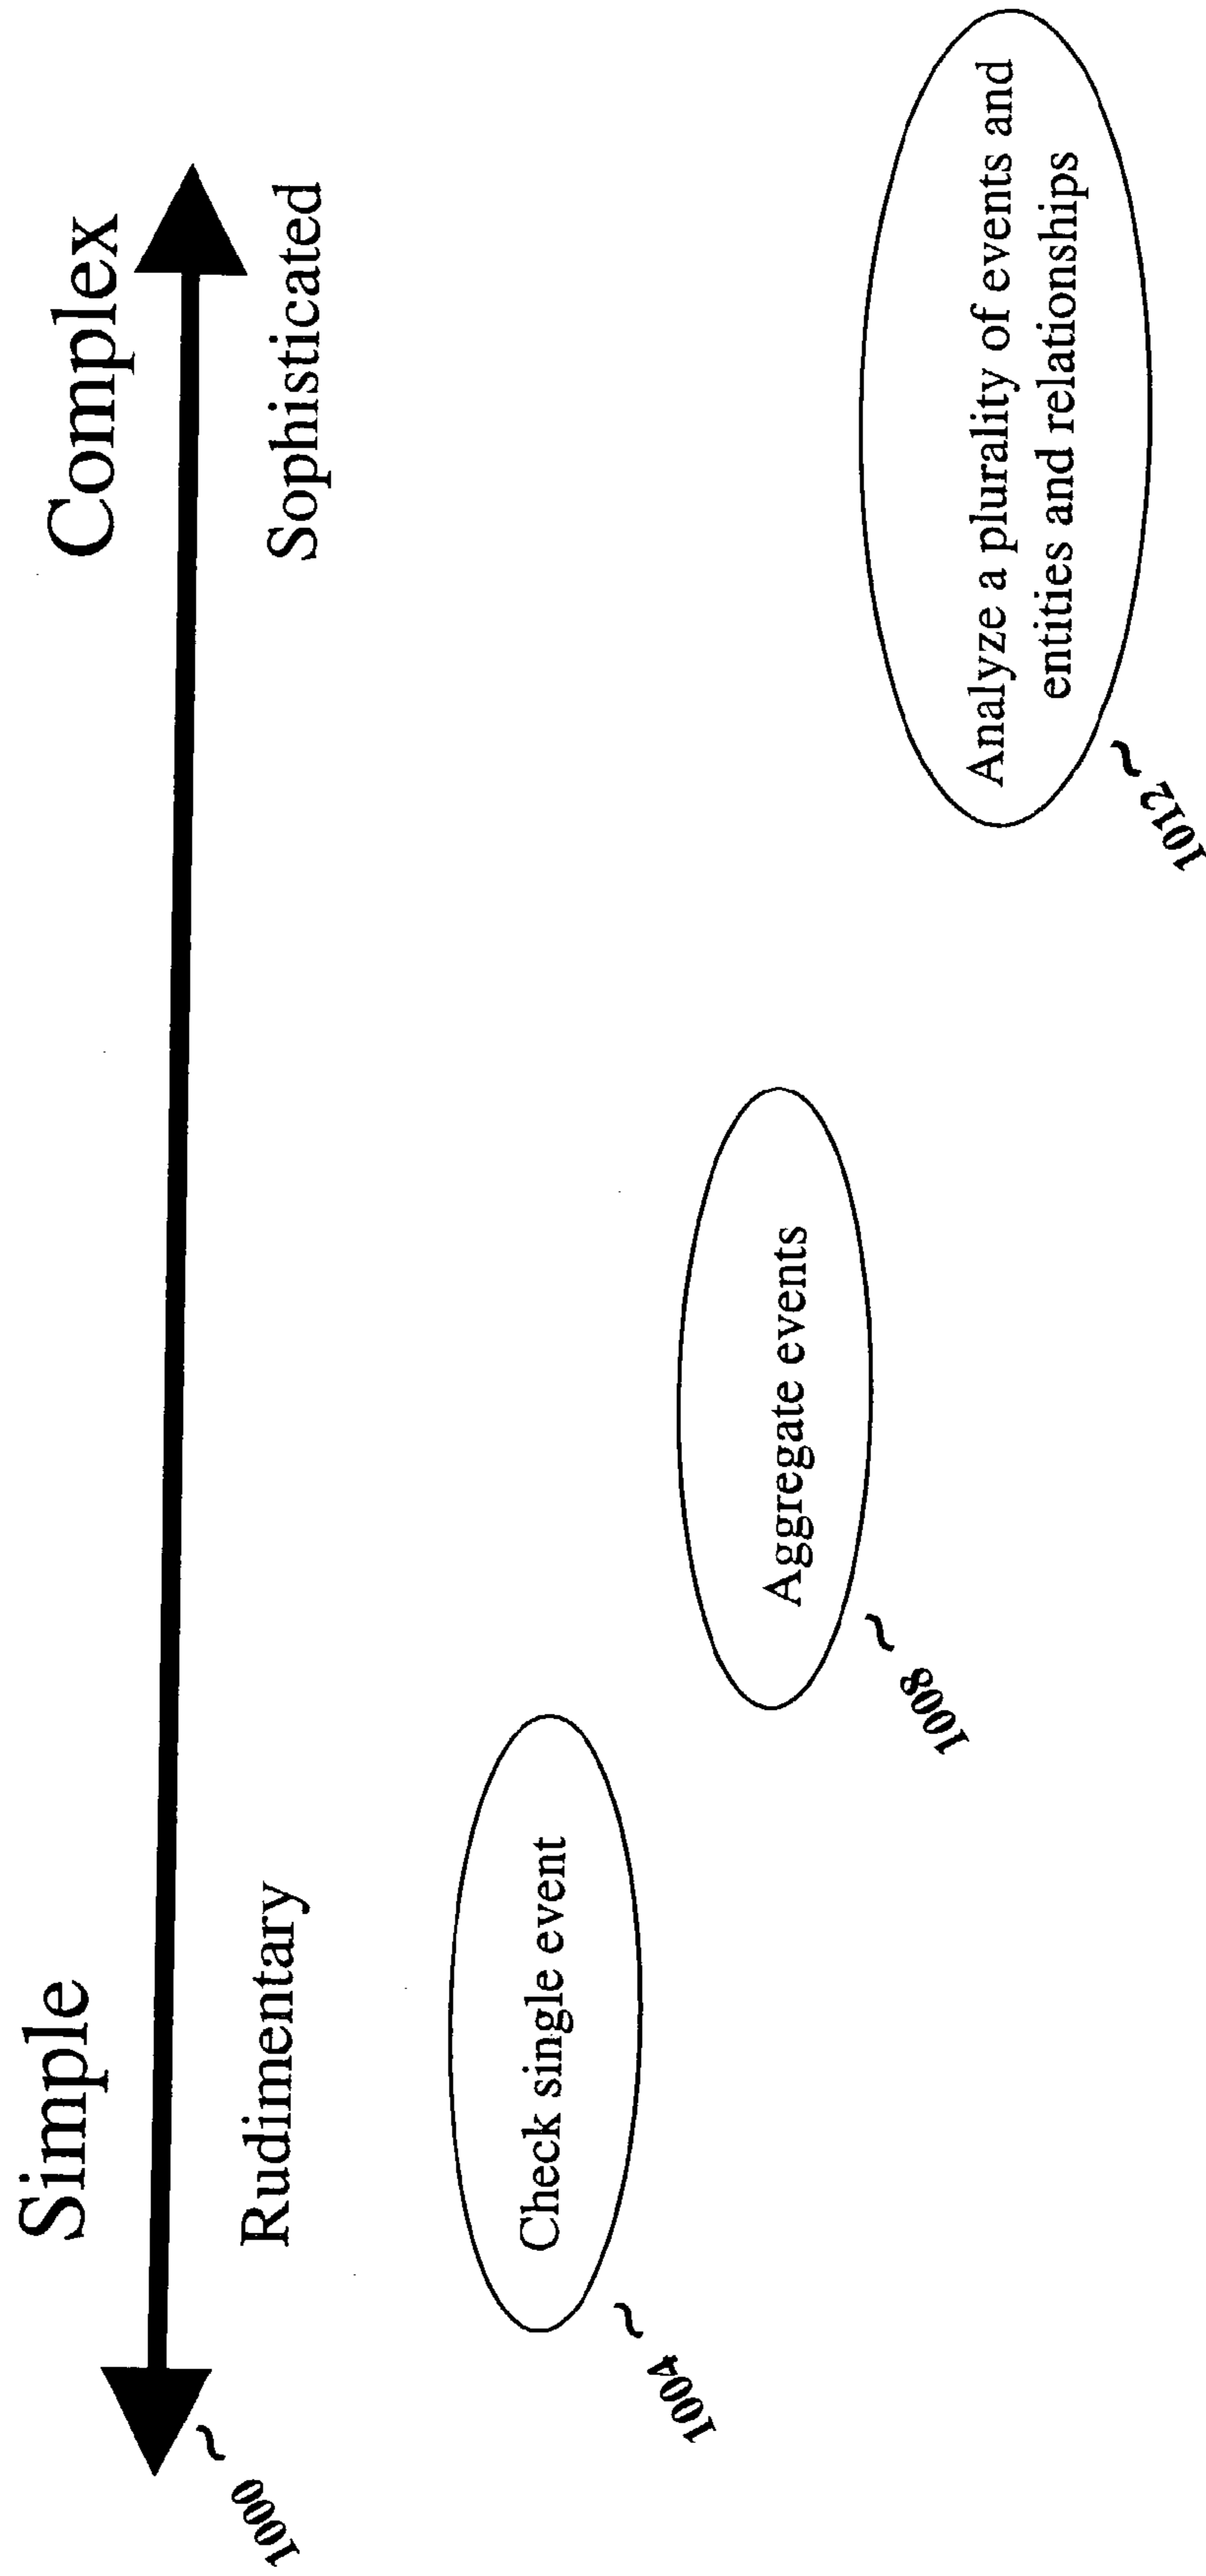 Simple
Complex
Rudimentary
Sophisticated
1000
Check single event
1004
Aggregate events
1008
Analyze a plurality of events and
entities and relationships
1012